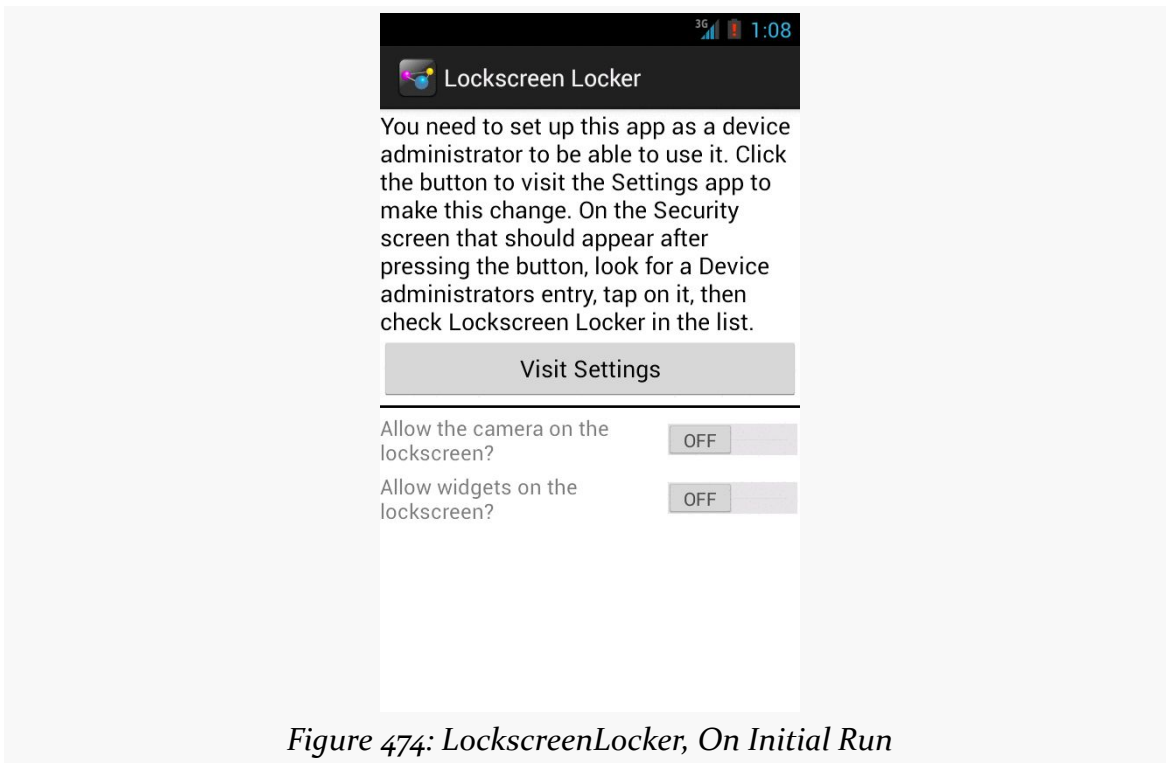 3G 1:08
Lockscreen Locker
You need to set up this app as a device
administrator to be able to use it. Click
the button to visit the Settings app to
make this change. On the Security
screen that should appear after
pressing the button, look for a Device
administrators entry, tap on it, then
check Lockscreen Locker in the list.
Visit Settings
Allow the camera on the
lockscreen?
OFF
Allow widgets on the
lockscreen?
OFF
Figure 474: LockscreenLocker, On Initial Run